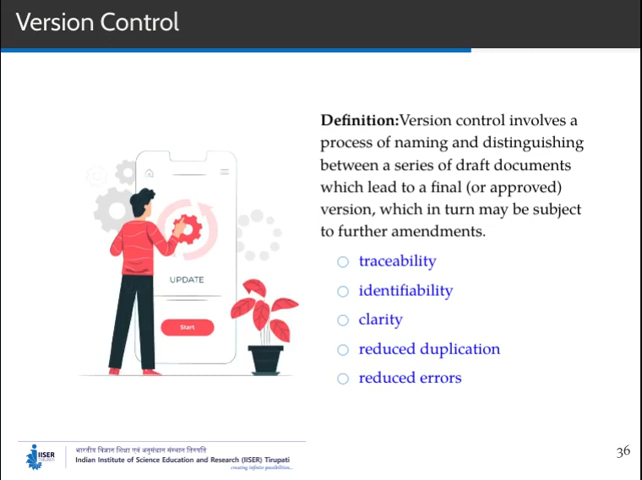 Version Control
Definition:Version control involves a
process of naming and distinguishing
between a series of draft documents
which lead to a final (or approved)
version, which in turn may be subject
to further amendments.
traceability
identifiability
clarity
reduced duplication
reduced errors
UPDATE
Start
IISER
भारतीय विज्ञान शिक्षा एवं अनुसंधान संस्थान तिरुपति
Indian Institute of Science Education and Research (IISER) Tirupati
creating infinite possibilities...
36